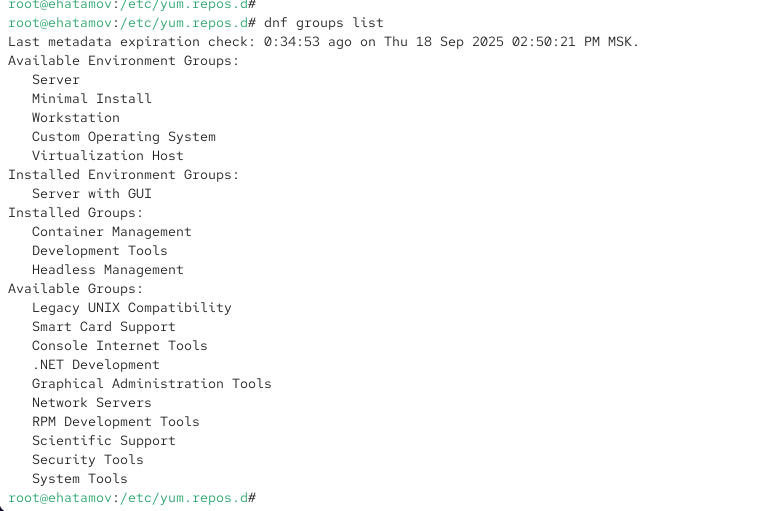 root@ehatamov:/etc/yum.repos.d#
root@ehatamov:/etc/yum.repos.d# dnf groups list
Last metadata expiration check: 0:34:53 ago on Thu 18 Sep 2025 02:50:21 PM MSK.
Available Environment Groups:
   Server
   Minimal Install
   Workstation
   Custom Operating System
   Virtualization Host
Installed Environment Groups:
   Server with GUI
Installed Groups:
   Container Management
   Development Tools
   Headless Management
Available Groups:
   Legacy UNIX Compatibility
   Smart Card Support
   Console Internet Tools
   .NET Development
   Graphical Administration Tools
   Network Servers
   RPM Development Tools
   Scientific Support
   Security Tools
   System Tools
root@ehatamov:/etc/yum.repos.d#